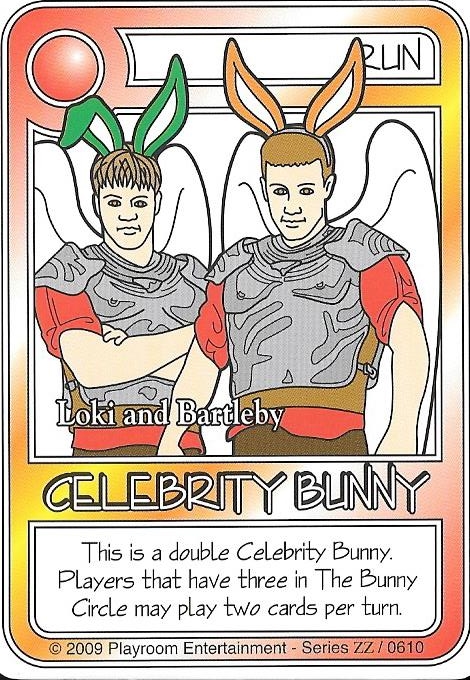 RUN
Loki and Bartleby
CELEBRITY BUNNY
This is a double Celebrity Bunny.
Players that have three in The Bunny
Circle may play two cards per turn.
© 2009 Playroom Entertainment - Series ZZ / 0610